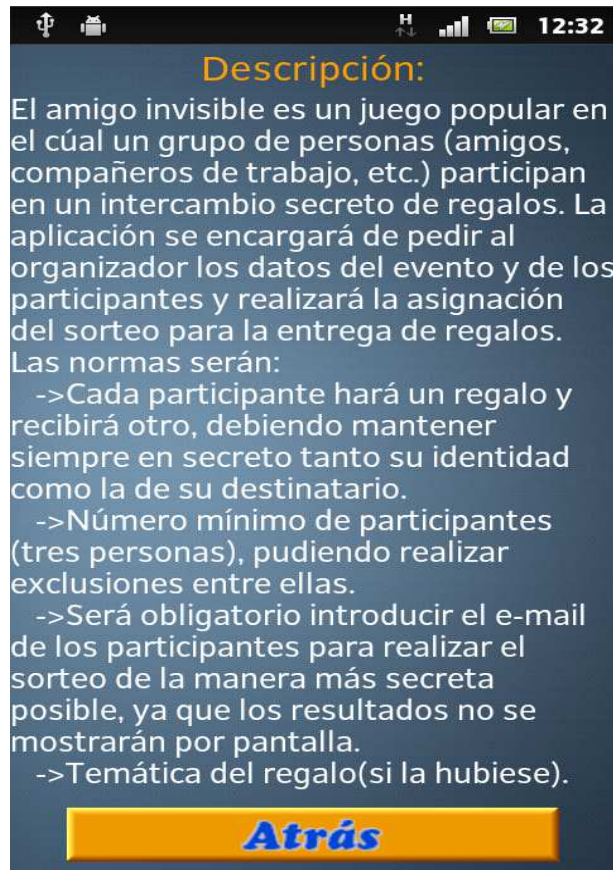 H 12:32
Descripción:
El amigo invisible es un juego popular en
el cúal un grupo de personas (amigos,
compañeros de trabajo, etc.) participan
en un intercambio secreto de regalos. La
aplicación se encargará de pedir al
organizador los datos del evento y de los
participantes y realizará la asignación
del sorteo para la entrega de regalos.
Las normas serán:
->Cada participante hará un regalo y
recibirá otro, debiendo mantener
siempre en secreto tanto su identidad
como la de su destinatario.
->Número mínimo de participantes
(tres personas), pudiendo realizar
exclusiones entre ellas.
->Será obligatorio introducir el e-mail
de los participantes para realizar el
sorteo de la manera más secreta
posible, ya que los resultados no se
mostrarán por pantalla.
->Temática del regalo(si la hubiese).
Atrás